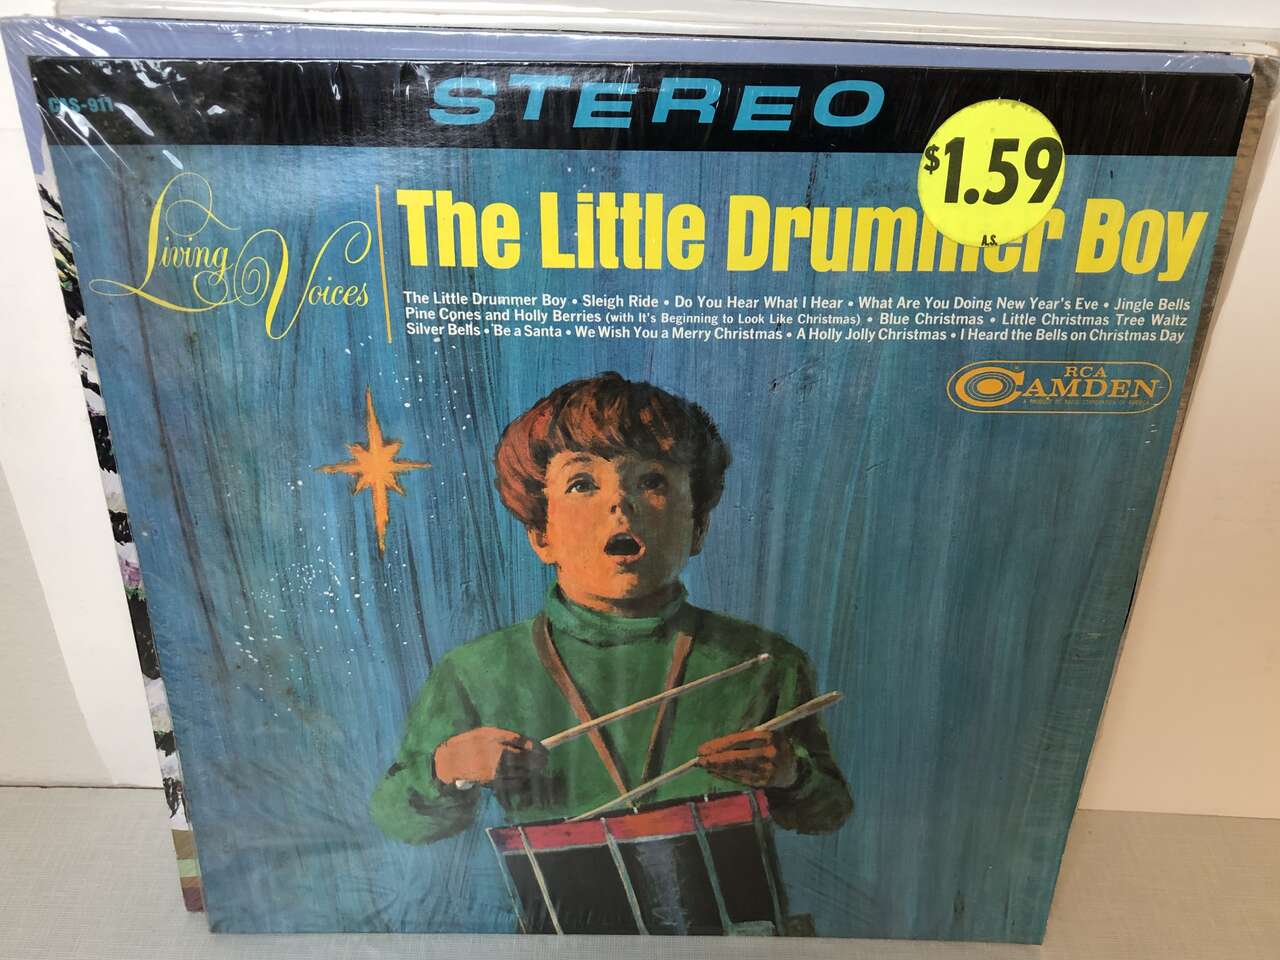 CAS-911
STEREO
$1.59
A.S.
Living Voices
The Little Drummer Boy
The Little Drummer Boy • Sleigh Ride • Do You Hear What I Hear • What Are You Doing New Year's Eve • Jingle Bells
Pine Cones and Holly Berries (with It's Beginning to Look Like Christmas) • Blue Christmas • Little Christmas Tree Waltz
Silver Bells • Be a Santa • We Wish You a Merry Christmas • A Holly Jolly Christmas • I Heard the Bells on Christmas Day
RCA
CAMDEN